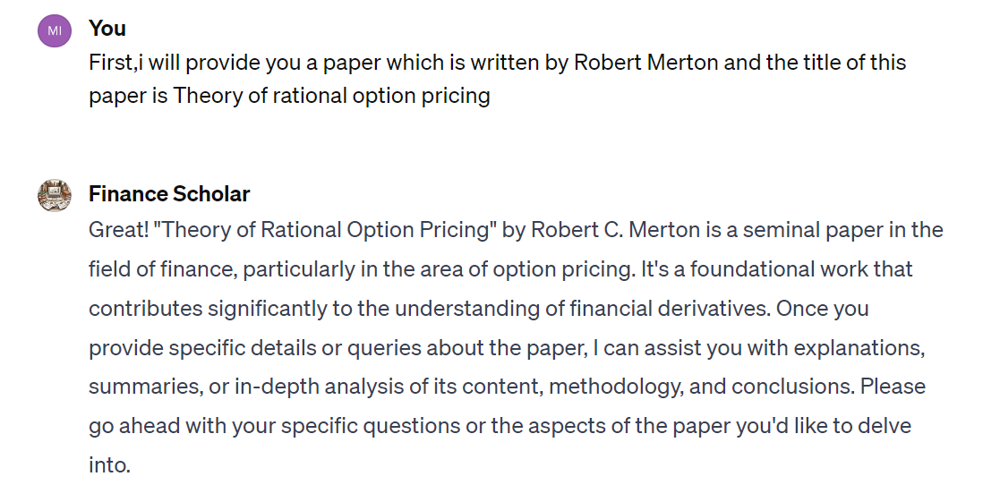 MI
You
First,i will provide you a paper which is written by Robert Merton and the title of this
paper is Theory of rational option pricing
Finance Scholar
Great! "Theory of Rational Option Pricing" by Robert C. Merton is a seminal paper in the
field of finance, particularly in the area of option pricing. It's a foundational work that
contributes significantly to the understanding of financial derivatives. Once you
provide specific details or queries about the paper, I can assist you with explanations,
summaries, or in-depth analysis of its content, methodology, and conclusions. Please
go ahead with your specific questions or the aspects of the paper you'd like to delve
into.